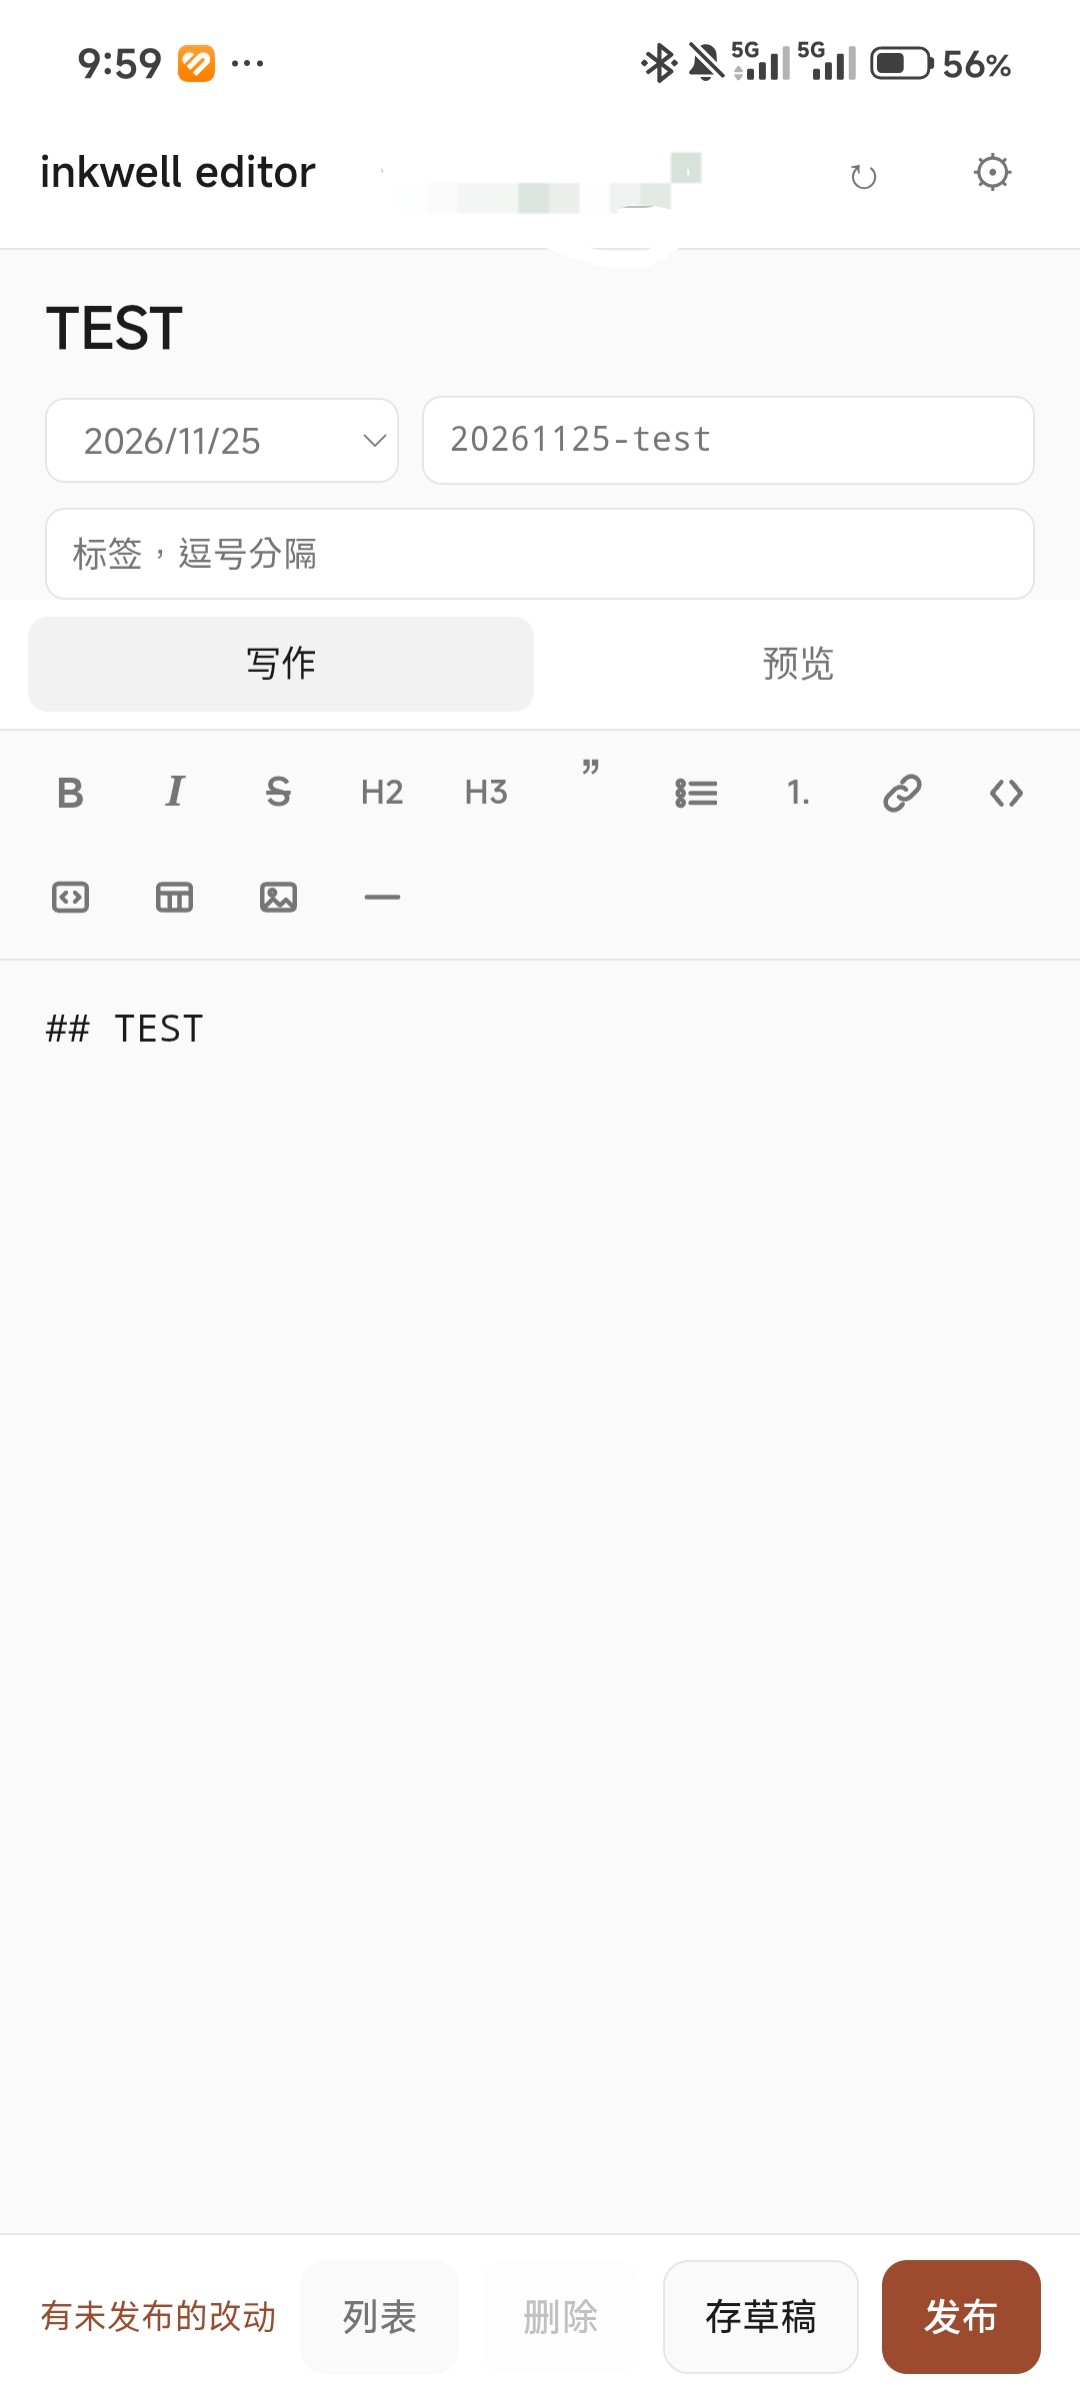 9:59 ··· 5G 5G 56%
inkwell editor
TEST
2026/11/25 20261125-test
标签，逗号分隔
写作 预览
B I S H2 H3 ” 1. <>
## TEST
有未发布的改动 列表 删除 存草稿 发布